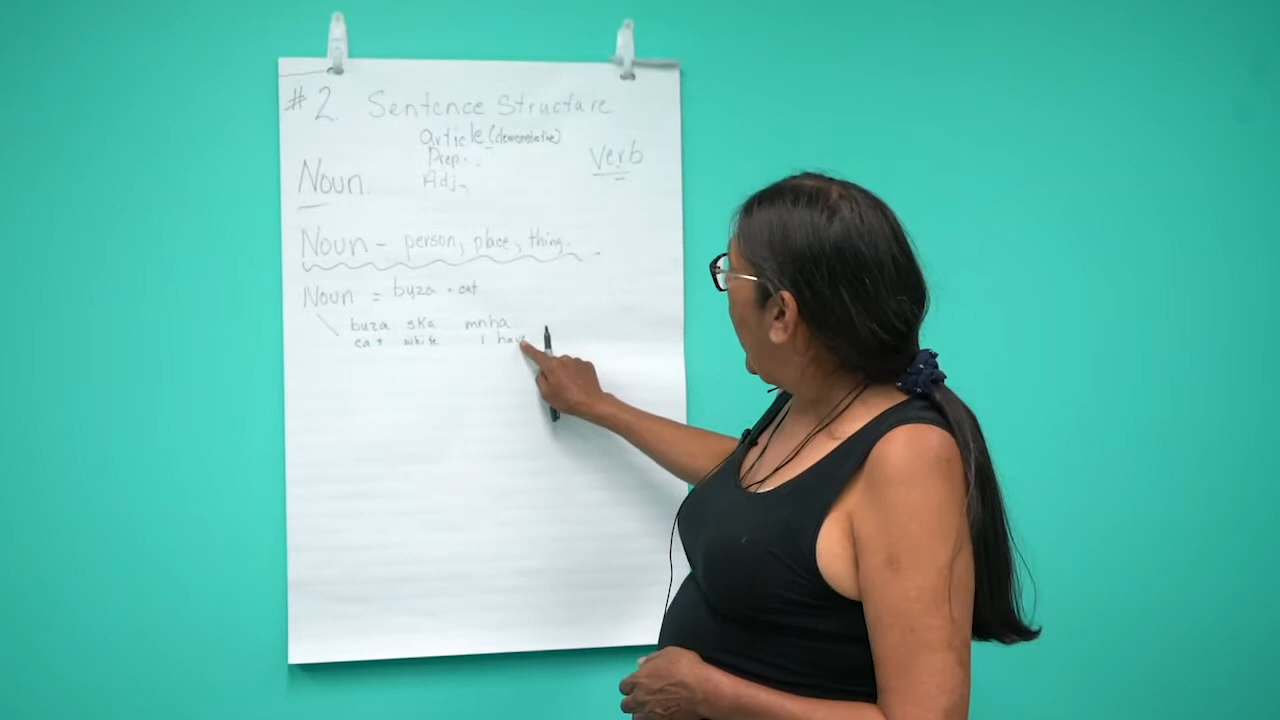 #2. Sentence Structure
article (demonstrative)
Prep.
Noun. Adj. Verb
Noun - person, place, thing.
Noun = buza = cat
buza ska mnha
cat white I have